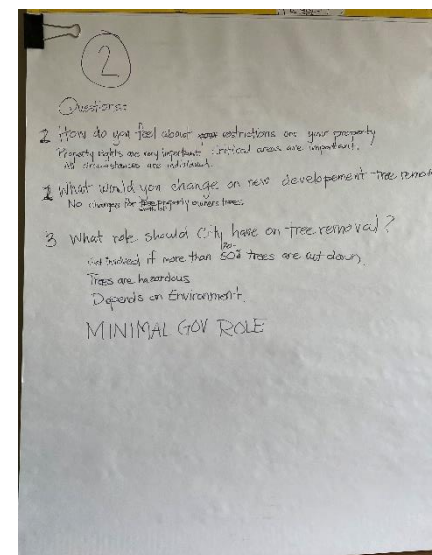 2
Questions:
2 How do you feel about restrictions on your property
Property rights are very important. Critical areas are important.
All circumstances are individual.
1 What would you change on new developement tree remov
No changes for property owners trees.
3 What role should City have on tree removal?
Get involved if more than 50% trees are cut down.
Trees are hazardous
Depends on Environment.
MINIMAL GOV ROLE